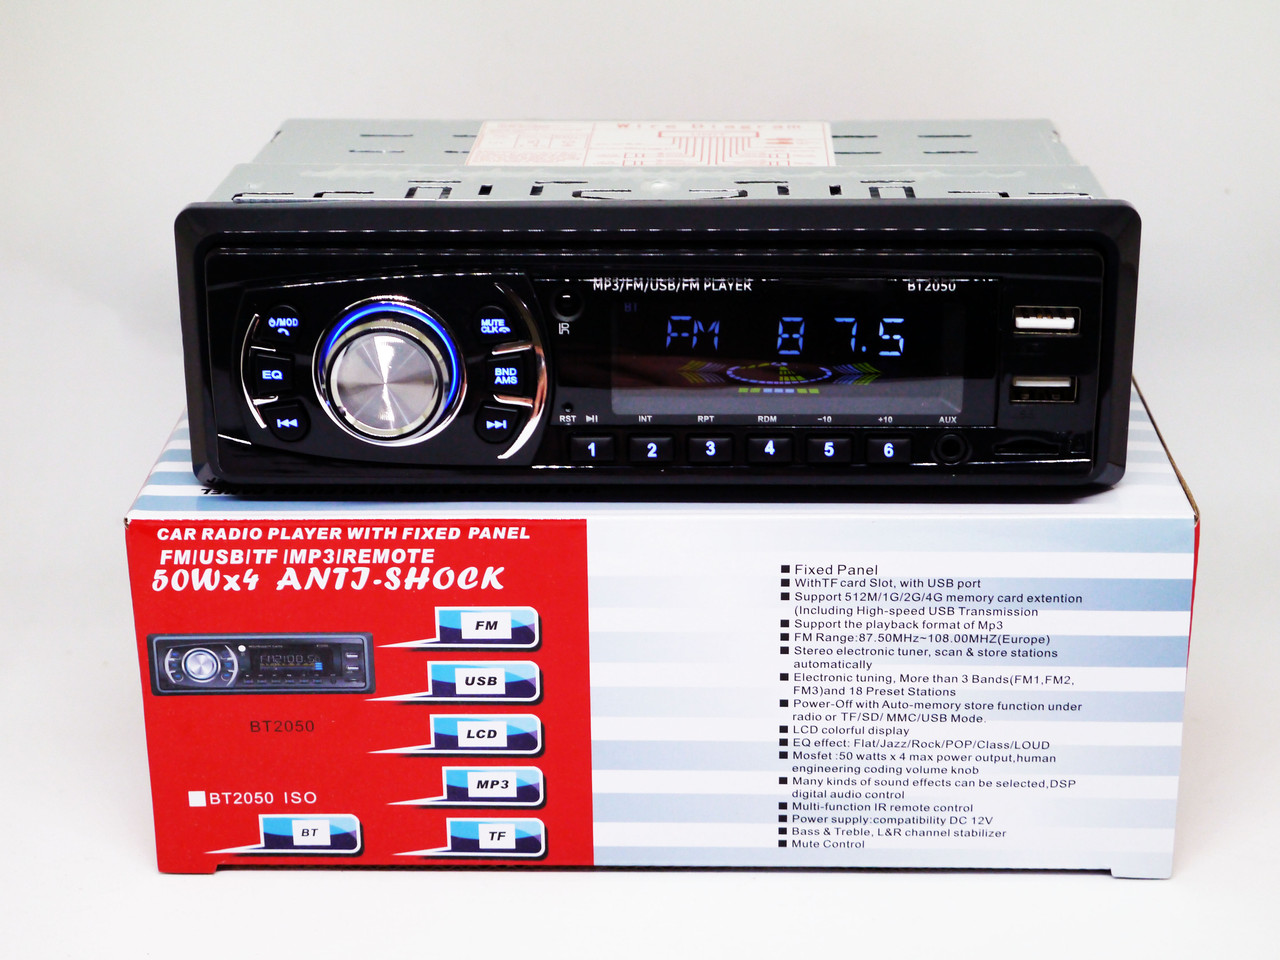 Wire Diagram
MP3/FM/USB/FM PLAYER
BT2050
BT
FM 87.5
/MOD
MUTE
CLK
EQ
BND
AMS
IR
RST
INT
RPT
RDM
-10
+10
AUX
1
2
3
4
5
6
CAR RADIO PLAYER WITH FIXED PANEL
FM|USB|TF |MP3|REMOTE
50Wx4 ANTI-SHOCK
FM
USB
LCD
MP3
TF
BT
BT2050
BT2050 ISO
■ Fixed Panel
■ WithTF card Slot, with USB port
■ Support 512M/1G/2G/4G memory card extention
(Including High-speed USB Transmission
■ Support the playback format of Mp3
■ FM Range:87.50MHz~108.00MHZ(Europe)
■ Stereo electronic tuner, scan & store stations
automatically
■ Electronic tuning, More than 3 Bands(FM1,FM2,
FM3)and 18 Preset Stations
■ Power-Off with Auto-memory store function under
radio or TF/SD/ MMC/USB Mode.
■ LCD colorful display
■ EQ effect: Flat/Jazz/Rock/POP/Class/LOUD
■ Mosfet :50 watts x 4 max power output,human
engineering coding volume knob
■ Many kinds of sound effects can be selected,DSP
digital audio control
■ Multi-function IR remote control
■ Power supply:compatibility DC 12V
■ Bass & Treble, L&R channel stabilizer
■ Mute Control